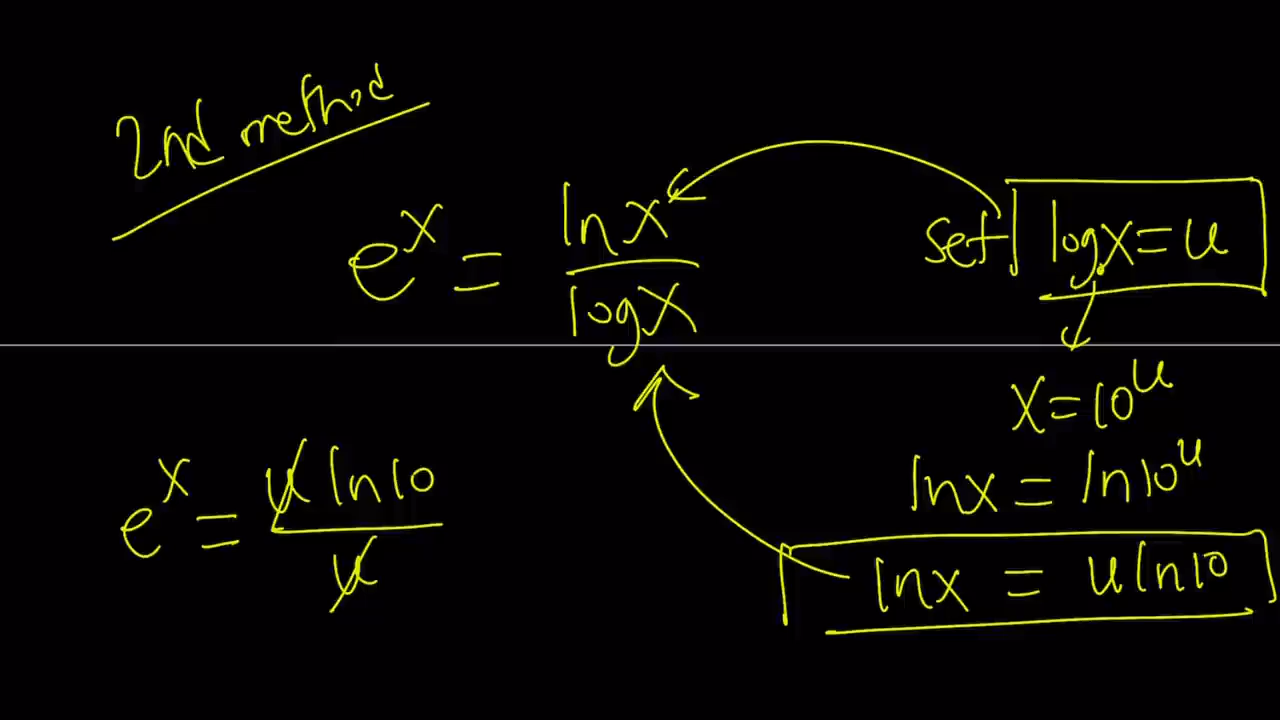 2nd method
e^x = ln x / log x
set log x = u
x = 10^u
ln x = ln 10^u
ln x = u ln 10
e^x = u ln 10 / u